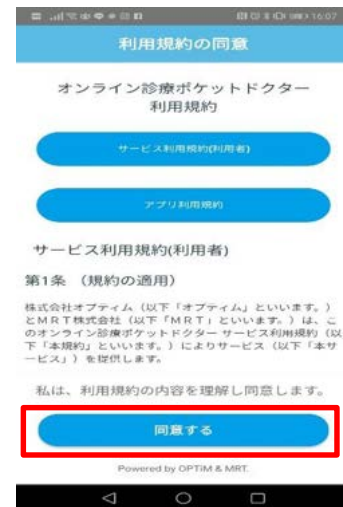 16:07
利用規約の同意
オンライン診療ポケットドクター
利用規約
サービス利用規約(利用者)
アプリ利用規約
サービス利用規約(利用者)
第1条 （規約の適用）
株式会社オプティム（以下「オプティム」といいます。）
とMRT株式会社（以下「MRT」といいます。）は、こ
のオンライン診療ポケットドクター サービス利用規約（以
下「本規約」といいます。）によりサービス（以下「本サ
ービス」）を提供します。
私は、利用規約の内容を理解し同意します。
同意する
Powered by OPTiM & MRT.